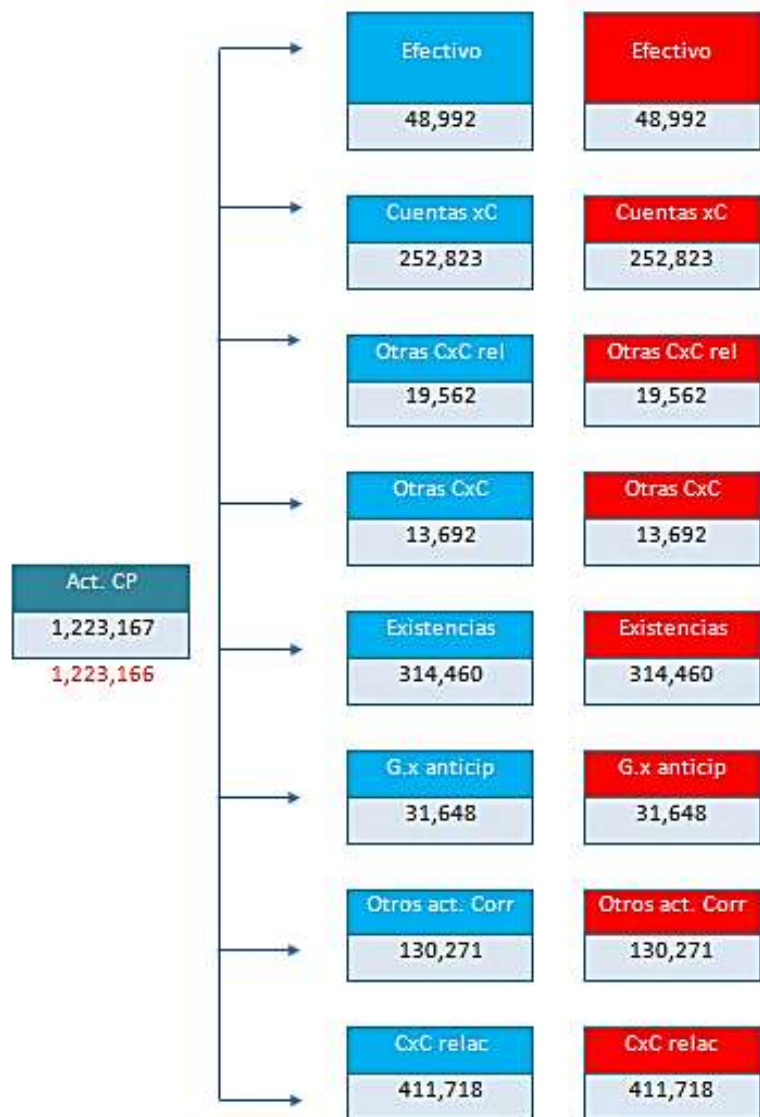 Efectivo
Efectivo
48,992
48,992
Cuentas xC
Cuentas xC
252,823
252,823
Otras CxC rel
Otras CxC rel
19,562
19,562
Otras CxC
Otras CxC
13,692
13,692
Act. CP
1,223,167
1,223,166
Existencias
Existencias
314,460
314,460
G.x anticip
G.x anticip
31,648
31,648
Otros act. Corr
Otros act. Corr
130,271
130,271
CxC relac
CxC relac
411,718
411,718